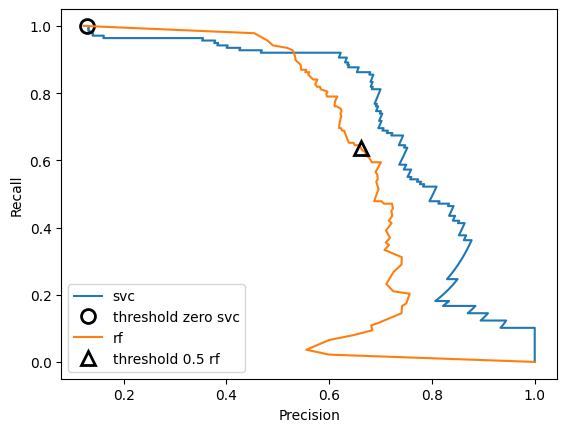 1.0
0.8
0.6
0.4
0.2
0.0
Recall
svc
threshold zero svc
rf
threshold 0.5 rf
0.2 0.4 0.6 0.8 1.0
Precision